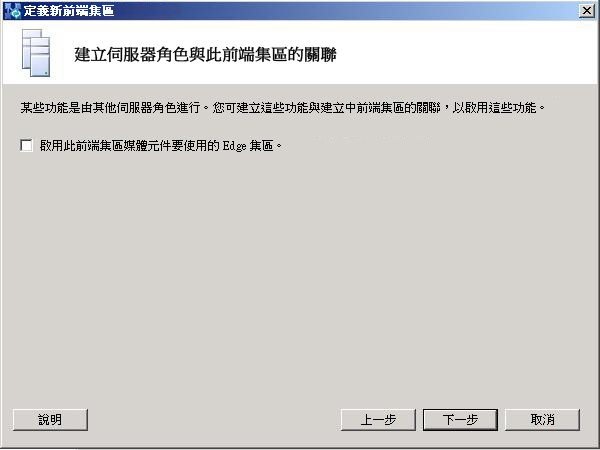 定義新前端集區
建立伺服器角色與此前端集區的關聯
某些功能是由其他伺服器角色進行。您可建立這些功能與建立中前端集區的關聯，以啟用這些功能。
啟用此前端集區媒體元件要使用的 Edge 集區。
說明
上一步
下一步
取消